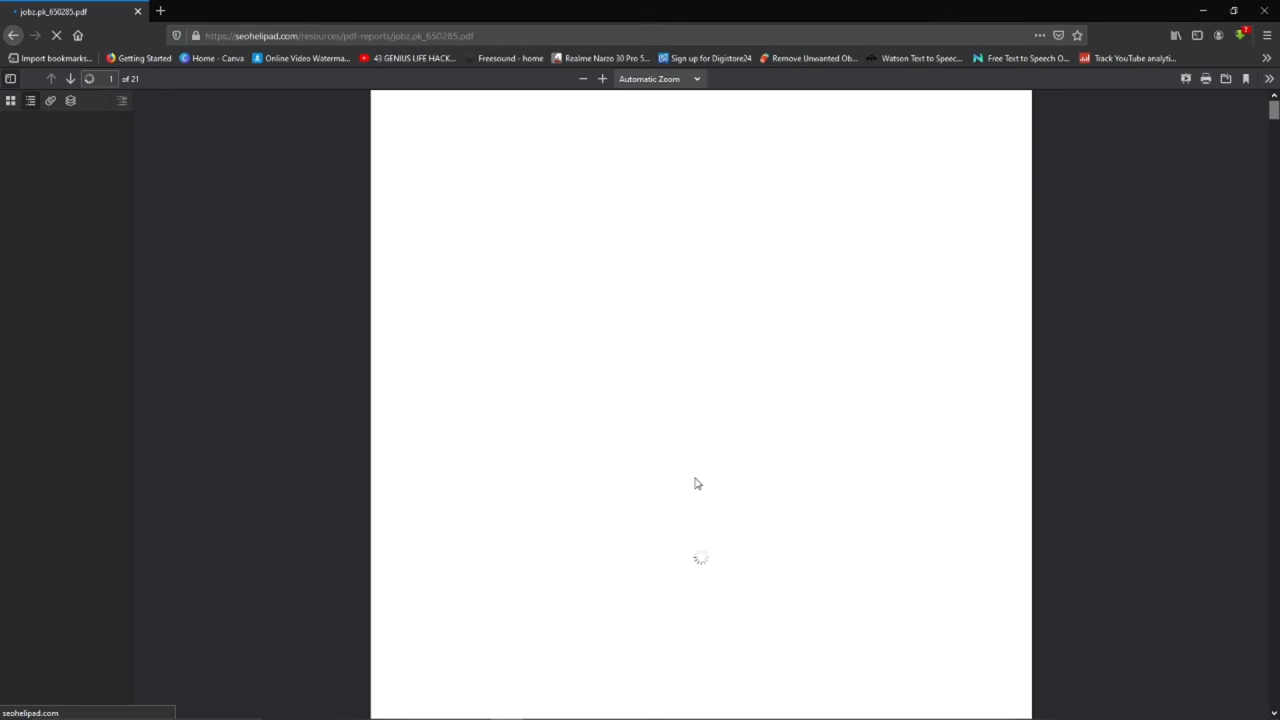 jobz.pk_650285.pdf
https://seohelipad.com/resources/pdf-reports/jobz.pk_650285.pdf
Import bookmarks... Getting Started Home - Canva Online Video Waterma... 43 GENIUS LIFE HACK... Freesound - home Realme Narzo 30 Pro 5... Sign up for Digistore24 Remove Unwanted Ob... Watson Text to Speec... Free Text to Speech O... Track YouTube analyti...
1 of 21 Automatic Zoom
seohelipad.com